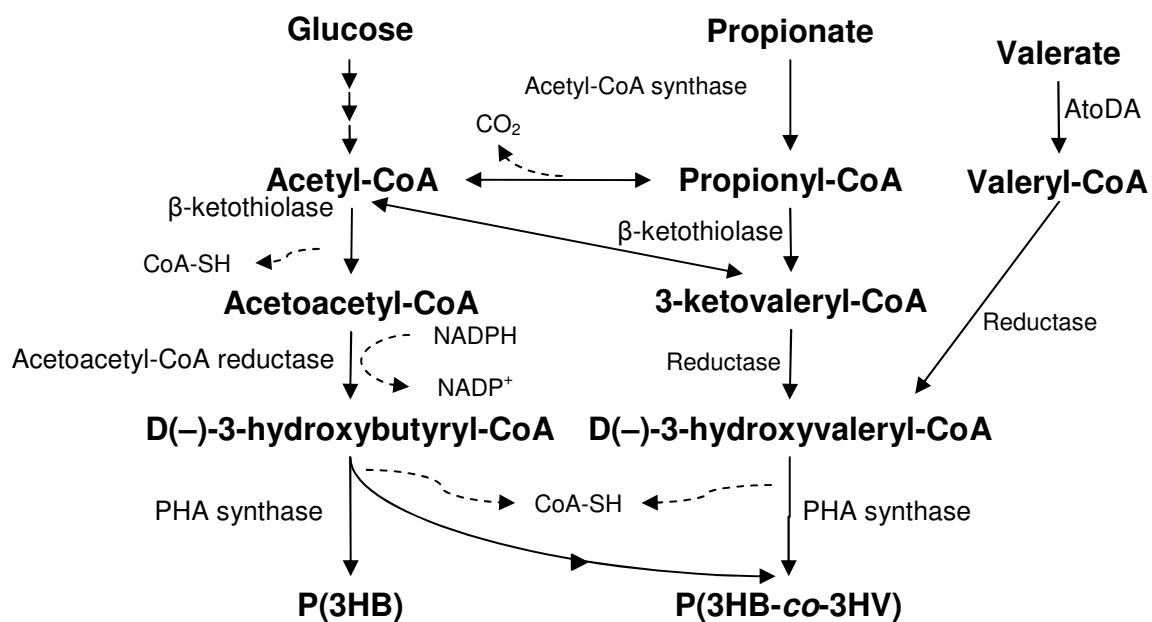 Glucose
Propionate
Valerate
Acetyl-CoA synthase
AtoDA
CO₂
Acetyl-CoA
Propionyl-CoA
Valeryl-CoA
β-ketothiolase
β-ketothiolase
CoA-SH
Acetoacetyl-CoA
3-ketovaleryl-CoA
Reductase
NADPH
Acetoacetyl-CoA reductase
Reductase
NADP⁺
D(–)-3-hydroxybutyryl-CoA
D(–)-3-hydroxyvaleryl-CoA
CoA-SH
PHA synthase
PHA synthase
P(3HB)
P(3HB-co-3HV)